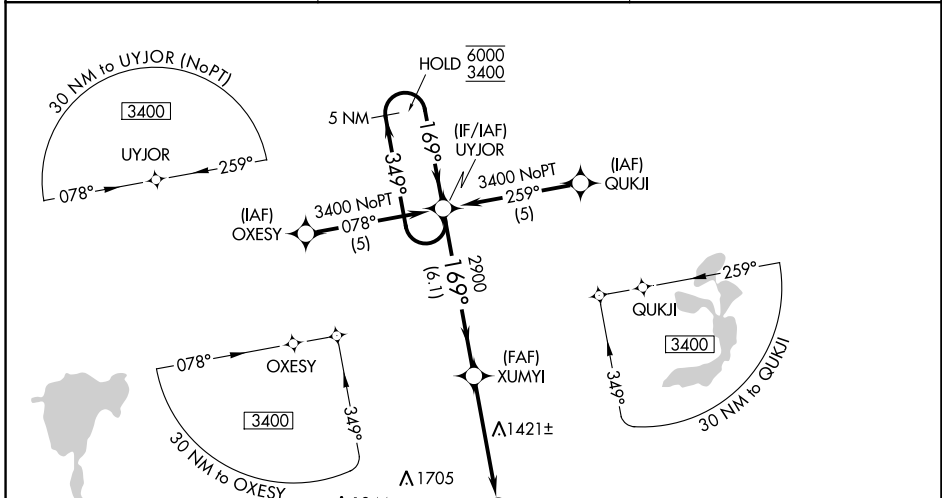 30 NM to UYJOR (NoPT)
3400
UYJOR
078°
259°
HOLD 6000
3400
5 NM
169°
349°
(IF/IAF)
UYJOR
3400 NoPT
259°
(5)
(IAF)
QUKJI
(IAF)
OXESY
3400 NoPT
078°
(5)
2900
169°
(6.1)
(FAF)
XUMYI
1421±
1705
078°
OXESY
3400
349°
30 NM to OXESY
259°
QUKJI
3400
349°
30 NM to QUKJI